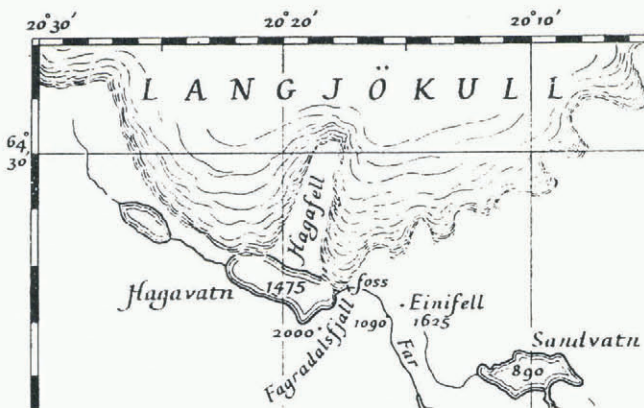 20°30'
20°20'
20°10'
LANGJÖKULL
64°
30'
Hagafell
Hagavatn
1475
foss
Einifell
1625
2000
Fagradalsfjall
1090
Far
Sandvatn
890